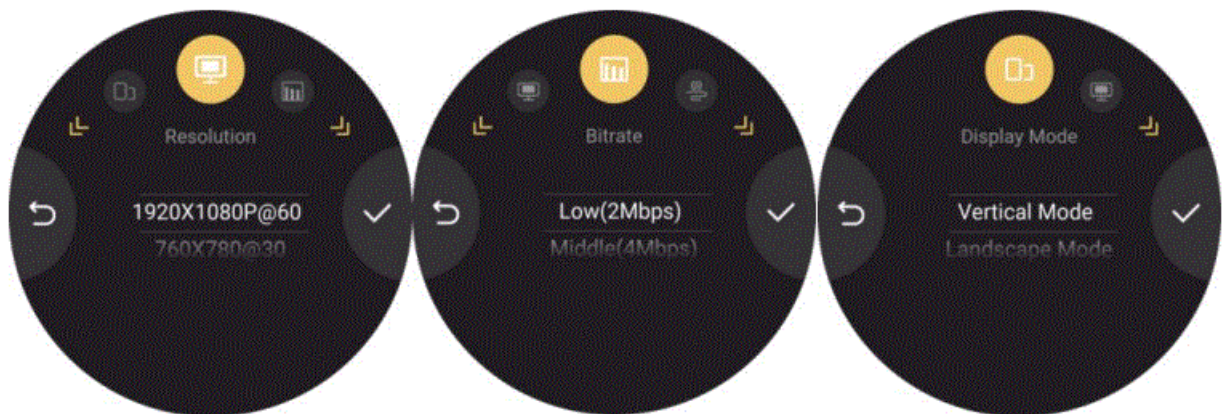 Resolution
1920X1080P@60
760X780@30
Bitrate
Low(2Mbps)
Middle(4Mbps)
Display Mode
Vertical Mode
Landscape Mode